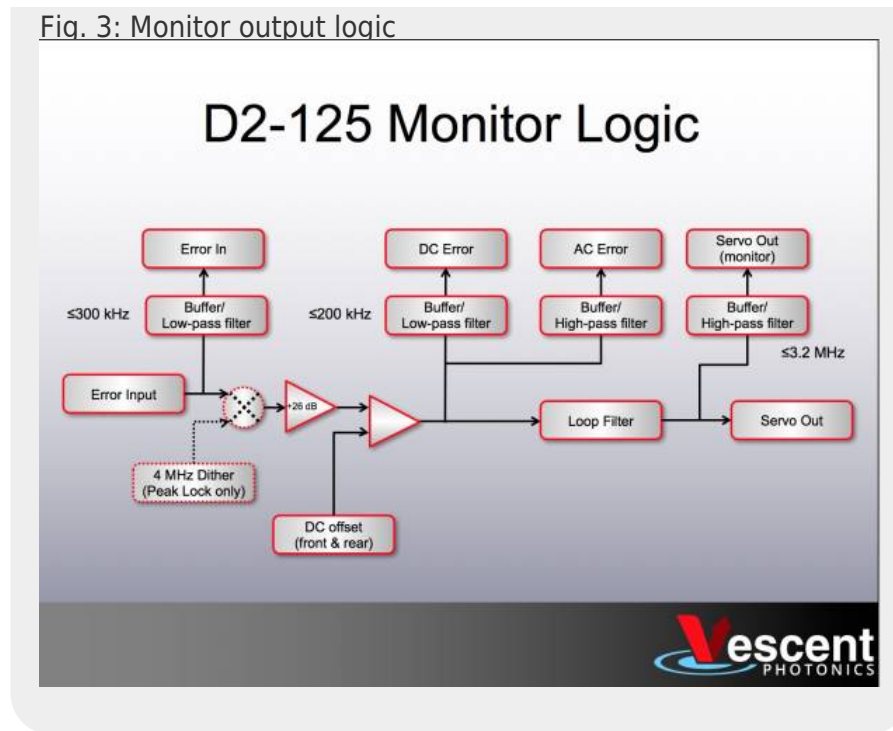 Fig. 3: Monitor output logic
D2-125 Monitor Logic
Error In
DC Error
AC Error
Servo Out
(monitor)
≤300 kHz
Buffer/
Low-pass filter
≤200 kHz
Buffer/
Low-pass filter
Buffer/
High-pass filter
Buffer/
High-pass filter
≤3.2 MHz
Error Input
+26 dB
Loop Filter
Servo Out
4 MHz Dither
(Peak Lock only)
DC offset
(front & rear)
Vescent
PHOTONICS